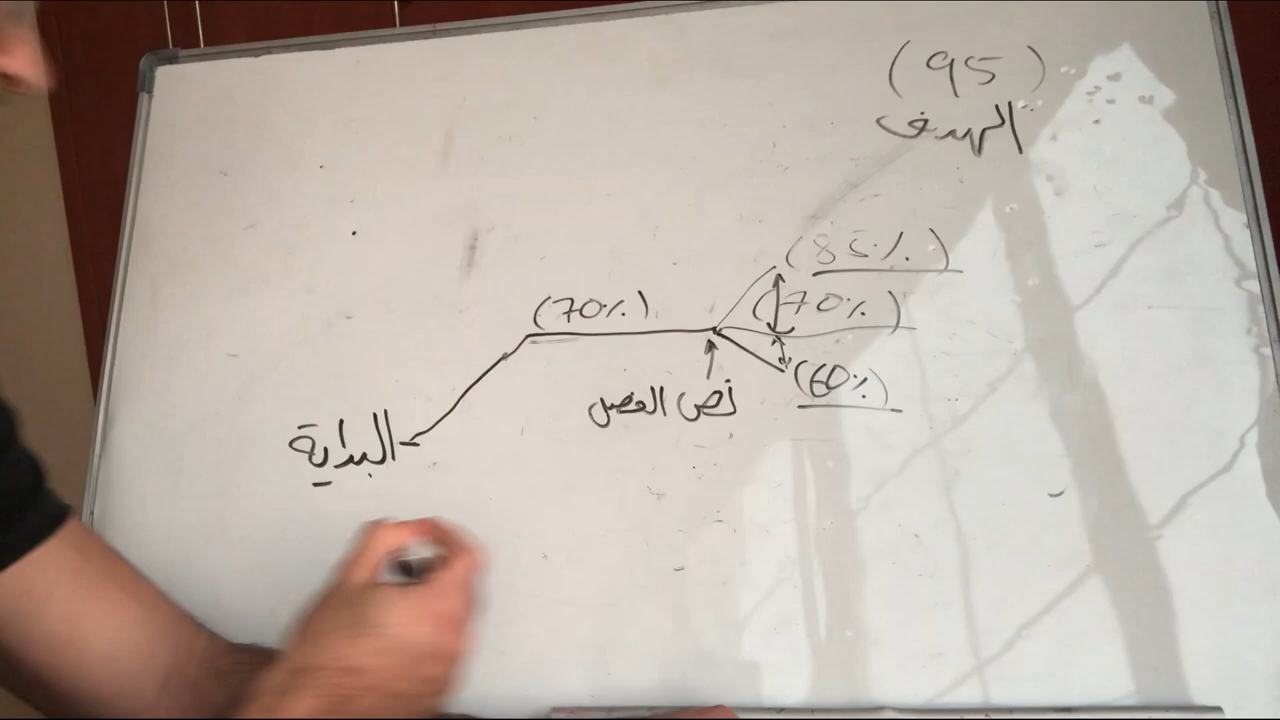 (95)
الهدف
(85%)
(70%)
(70%)
(60%)
نص الفصل
البداية